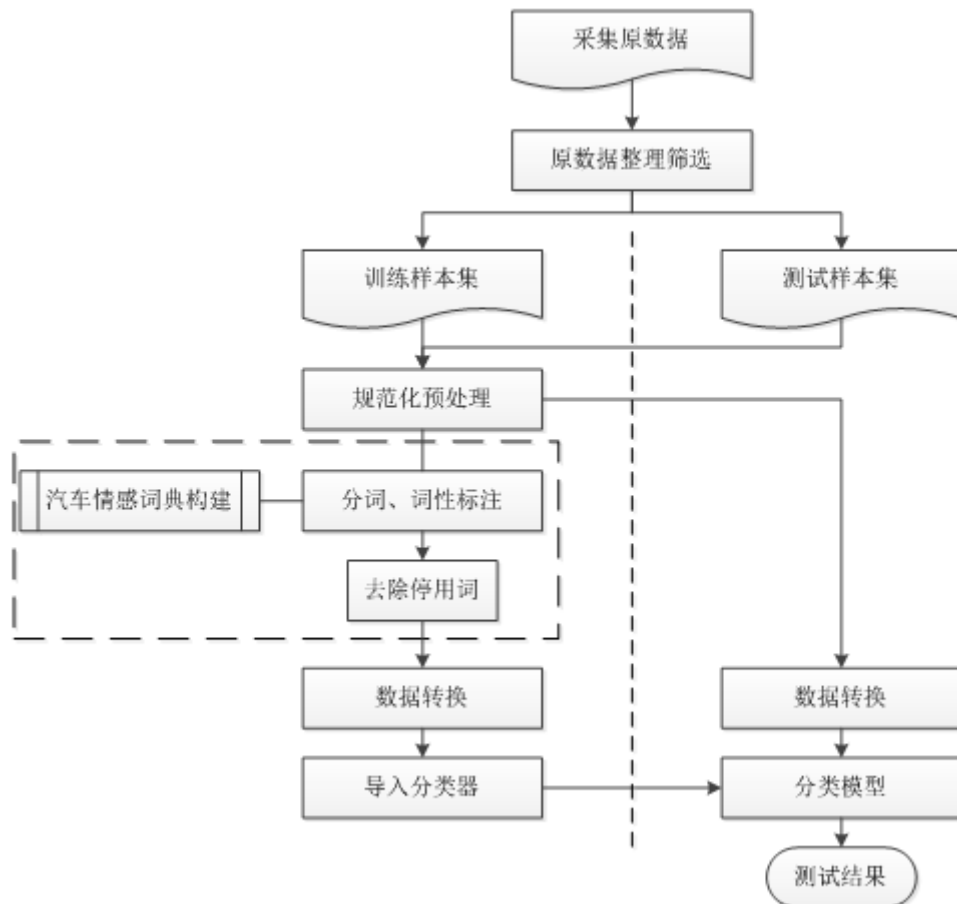 采集原数据
原数据整理筛选
训练样本集
测试样本集
规范化预处理
汽车情感词典构建
分词、词性标注
去除停用词
数据转换
数据转换
导入分类器
分类模型
测试结果